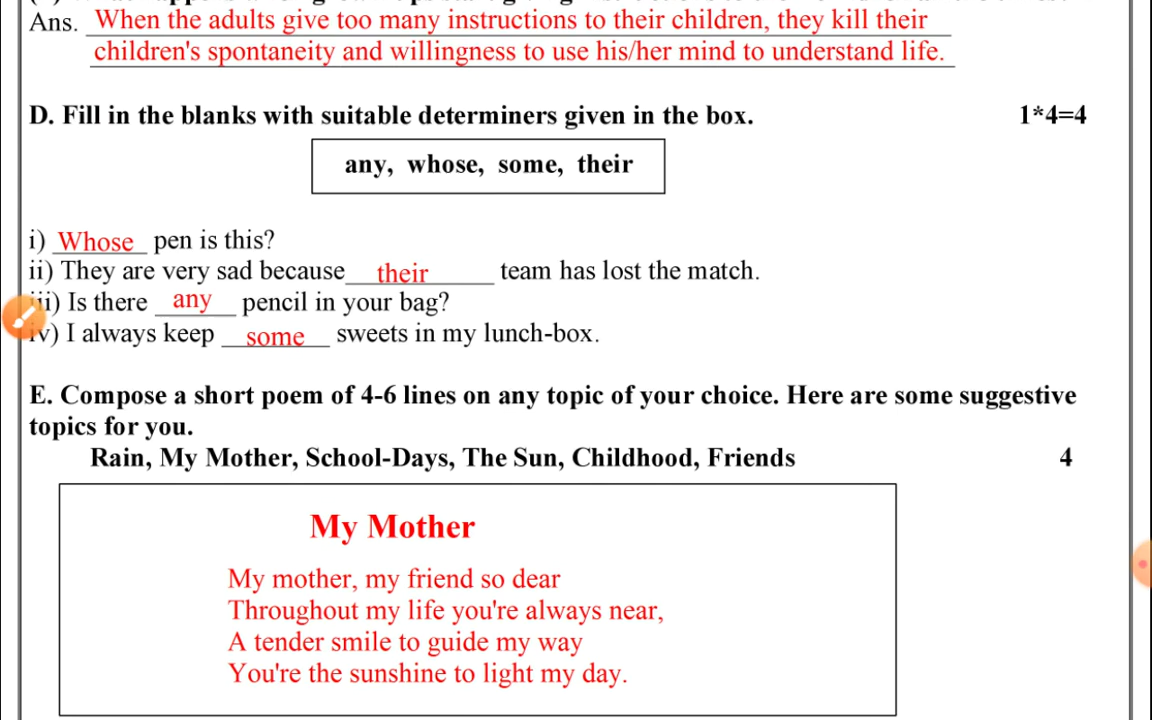 Ans. When the adults give too many instructions to their children, they kill their
children's spontaneity and willingness to use his/her mind to understand life.
D. Fill in the blanks with suitable determiners given in the box. 1*4=4
any, whose, some, their
i) Whose pen is this?
ii) They are very sad because their team has lost the match.
iii) Is there any pencil in your bag?
iv) I always keep some sweets in my lunch-box.
E. Compose a short poem of 4-6 lines on any topic of your choice. Here are some suggestive
topics for you.
Rain, My Mother, School-Days, The Sun, Childhood, Friends 4
My Mother
My mother, my friend so dear
Throughout my life you're always near,
A tender smile to guide my way
You're the sunshine to light my day.